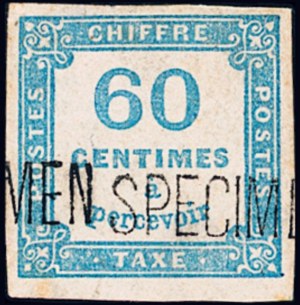 CHIFFRE
POSTES
60
POSTES
CENTIMES
à
MEN SPECIM
percevoir
TAXE